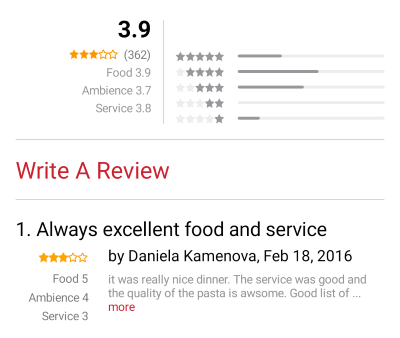 3.9
(362)
Food 3.9
Ambience 3.7
Service 3.8
Write A Review
1. Always excellent food and service
by Daniela Kamenova, Feb 18, 2016
Food 5
Ambience 4
Service 3
it was really nice dinner. The service was good and
the quality of the pasta is awsome. Good list of ...
more